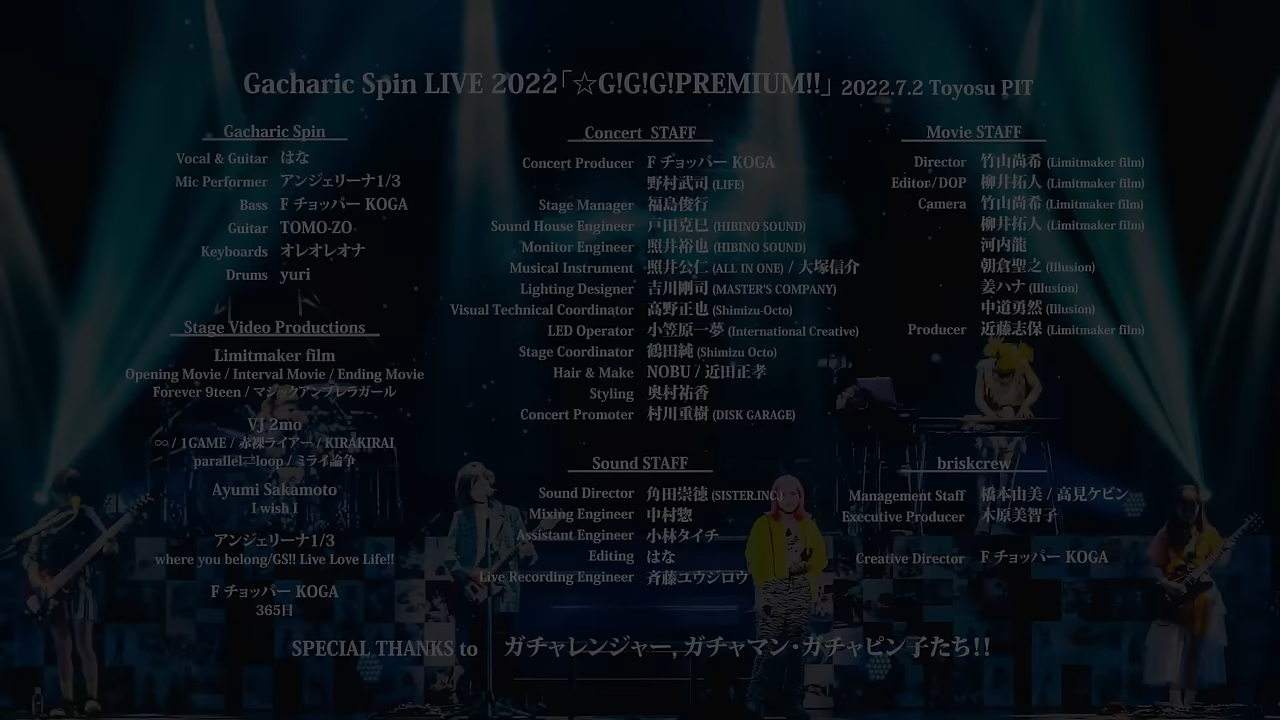 Gacharic Spin LIVE 2022「☆G!G!G!PREMIUM!!」 2022.7.2 Toyosu PIT
Gacharic Spin
Vocal & Guitar はな
Mic Performer アンジェリーナ1/3
Bass F チョッパー KOGA
Guitar TOMO-ZO
Keyboards オレオレオナ
Drums yuri
Stage Video Productions
Limitmaker film
Opening Movie / Interval Movie / Ending Movie
Forever 9teen / マジックアンブレラガール
VJ 2mo
∞ / 1GAME / 赤裸ライアー / KIRAKIRAI
parallel⇄loop / ミライ論争
Ayumi Sakamoto
I wish I
アンジェリーナ1/3
where you belong/GS!! Live Love Life!!
F チョッパー KOGA
365日
Concert STAFF
Concert Producer F チョッパー KOGA
野村武司 (LIFE)
Stage Manager 福島俊行
Sound House Engineer 戸田克巳 (HIBINO SOUND)
Monitor Engineer 照井裕也 (HIBINO SOUND)
Musical Instrument 照井公仁 (ALL IN ONE) / 大塚信介
Lighting Designer 吉川剛司 (MASTER'S COMPANY)
Visual Technical Coordinator 高野正也 (Shimizu-Octo)
LED Operator 小笠原一夢 (International Creative)
Stage Coordinator 鶴田純 (Shimizu Octo)
Hair & Make NOBU / 近田正孝
Styling 奥村祐香
Concert Promoter 村川重樹 (DISK GARAGE)
Sound STAFF
Sound Director 角田崇徳 (SISTER.INC.)
Mixing Engineer 中村惣
Assistant Engineer 小林タイチ
Editing はな
Live Recording Engineer 斉藤ユウジロウ
Movie STAFF
Director 竹山尚希 (Limitmaker film)
Editor/DOP 柳井拓人 (Limitmaker film)
Camera 竹山尚希 (Limitmaker film)
柳井拓人 (Limitmaker film)
河内龍
朝倉聖之 (Illusion)
姜ハナ (Illusion)
中道勇然 (Illusion)
Producer 近藤志保 (Limitmaker film)
briskcrew
Management Staff 橋本由美 / 高見ケビン
Executive Producer 木原美智子
Creative Director F チョッパー KOGA
SPECIAL THANKS to ガチャレンジャー, ガチャマン・ガチャピン子たち!!